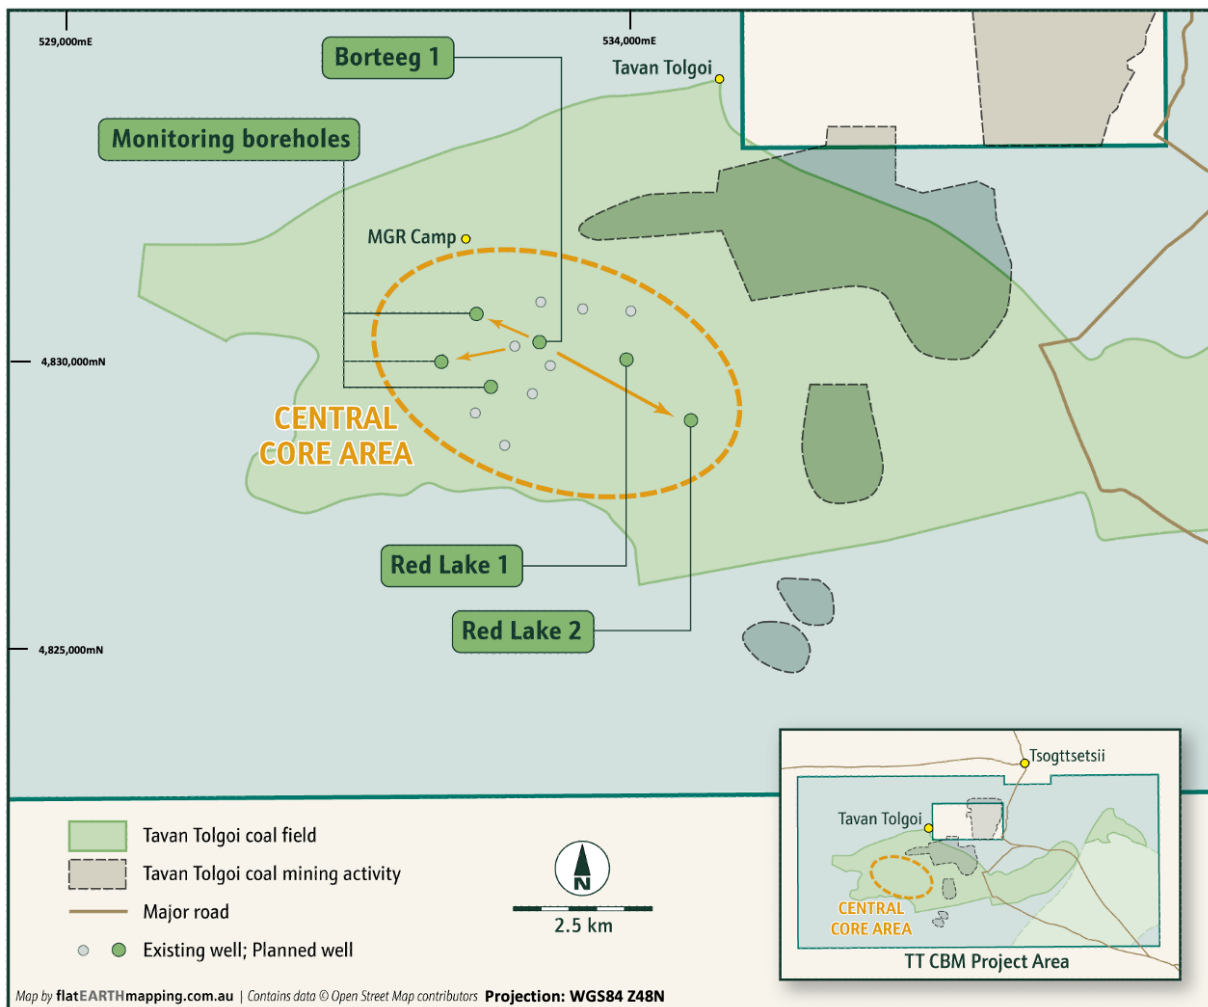 529,000mE
534,000mE
Borteeg 1
Tavan Tolgoi
Monitoring boreholes
MGR Camp
4,830,000mN
CENTRAL
CORE AREA
Red Lake 1
Red Lake 2
4,825,000mN
Tsogttsetsii
Tavan Tolgoi
CENTRAL
CORE AREA
TT CBM Project Area
Tavan Tolgoi coal field
Tavan Tolgoi coal mining activity
Major road
Existing well; Planned well
N
2.5 km
Map by flatEARTHmapping.com.au | Contains data © Open Street Map contributors Projection: WGS84 Z48N